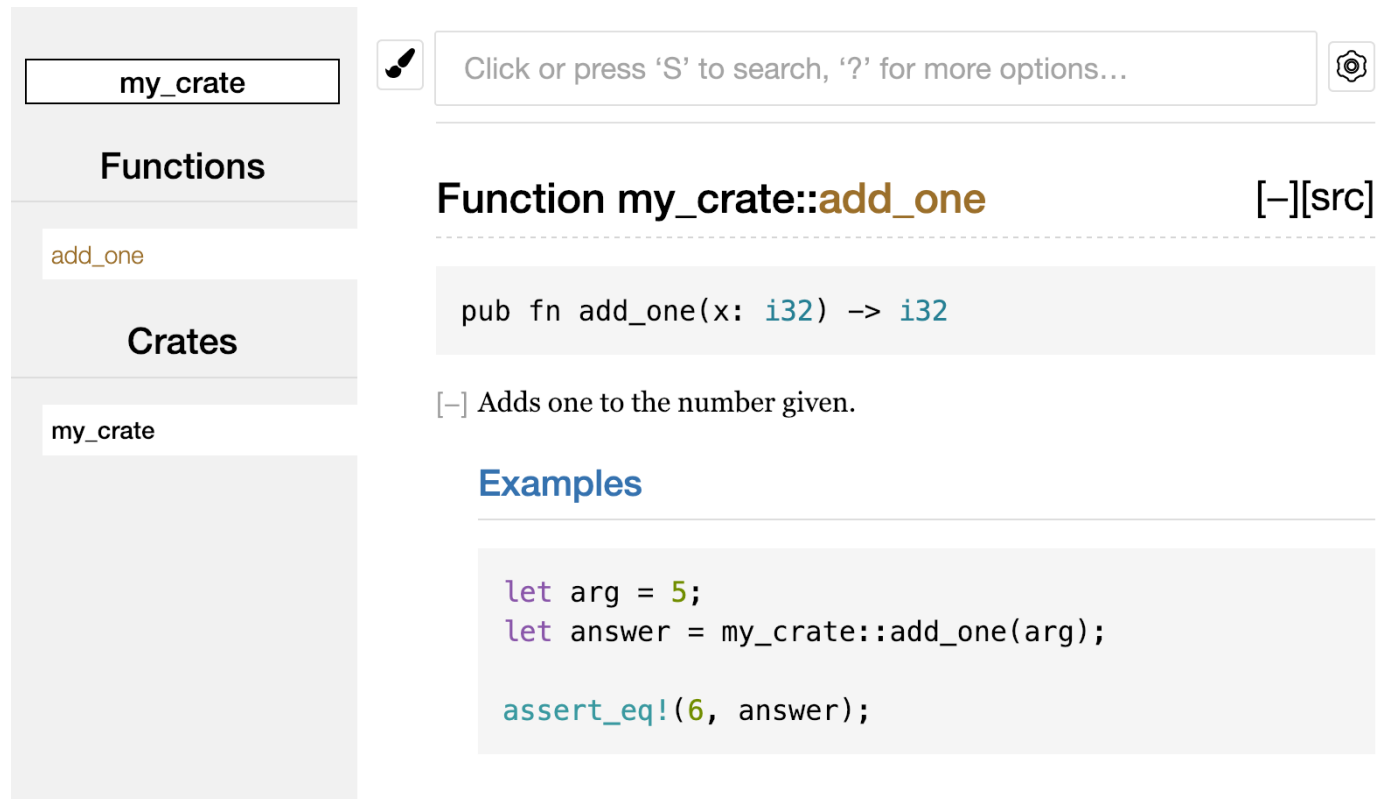 my_crate
Functions
add_one
Crates
my_crate
Click or press ‘S’ to search, ‘?’ for more options…
Function my_crate::add_one [−][src]
pub fn add_one(x: i32) -> i32
[−] Adds one to the number given.
Examples
let arg = 5;
let answer = my_crate::add_one(arg);
assert_eq!(6, answer);